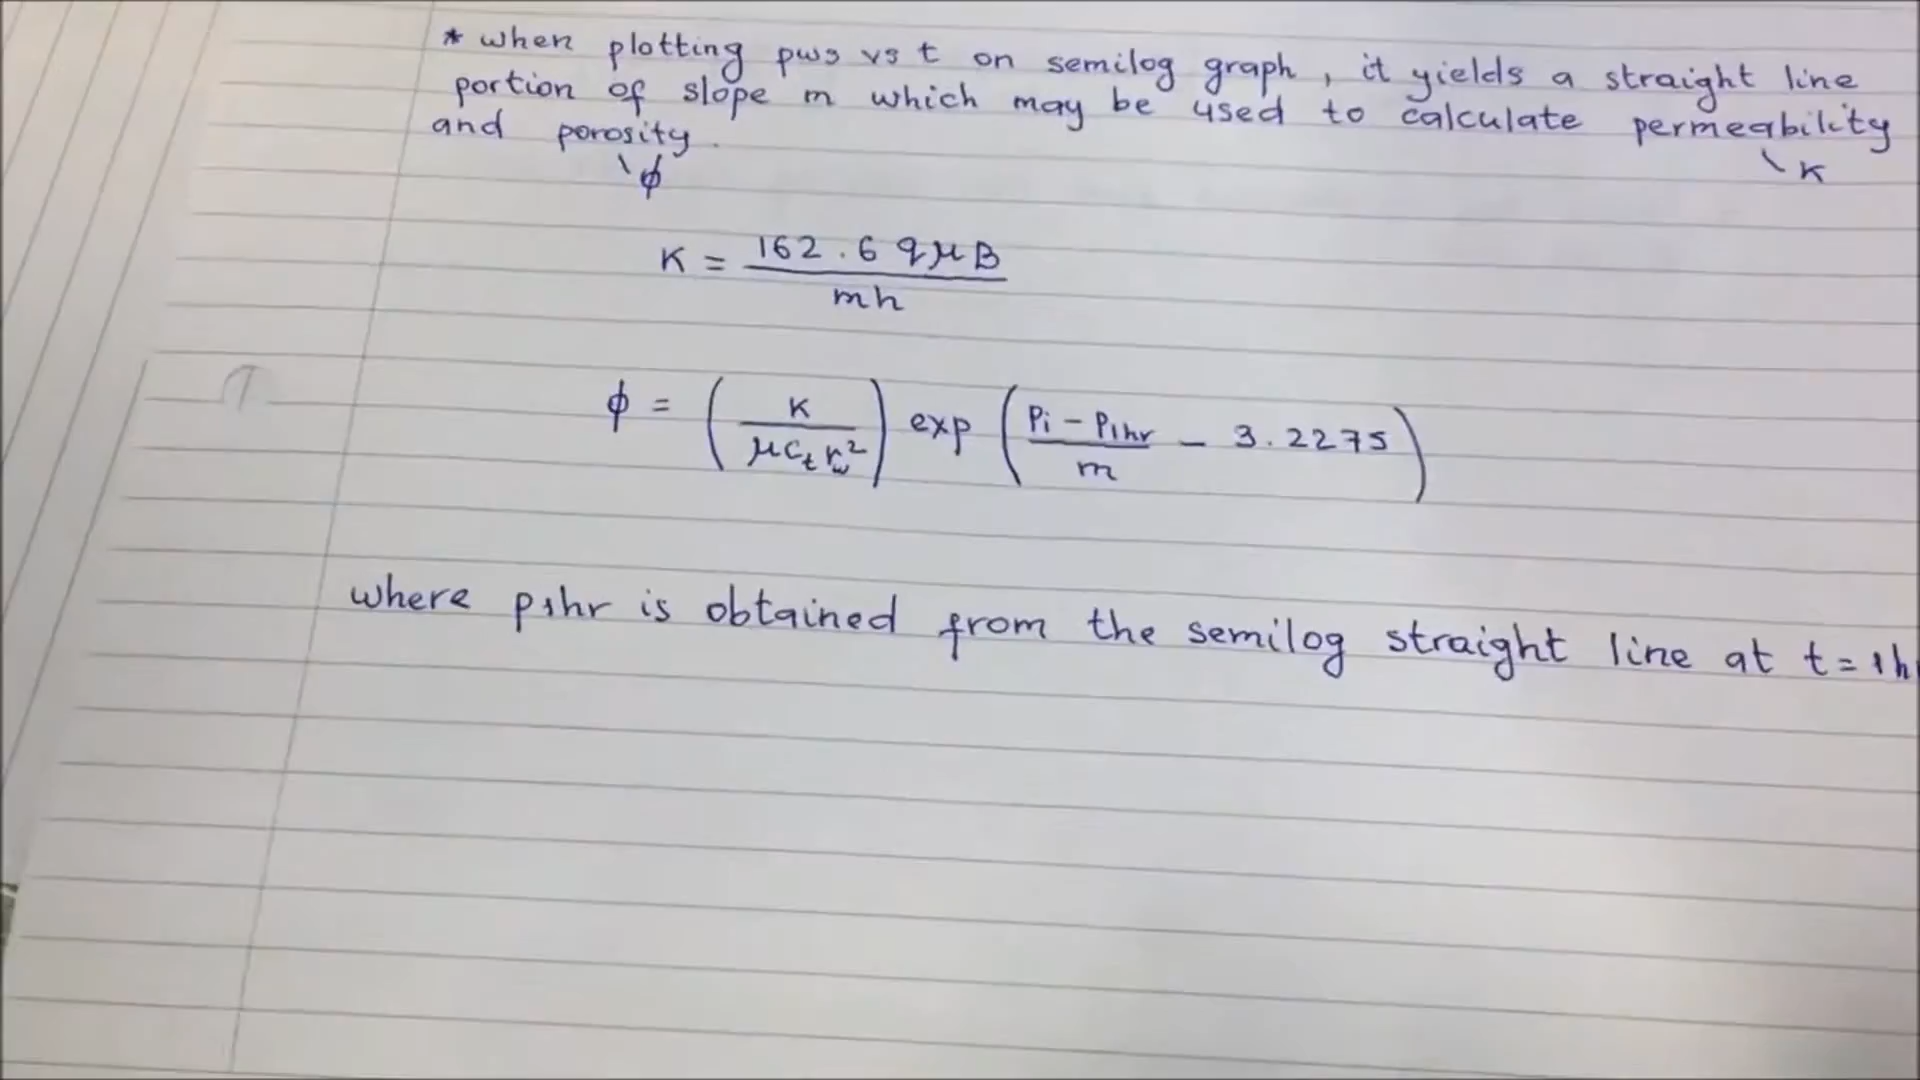 * when plotting pws vs t on semilog graph, it yields a straight line
portion of slope m which may be used to calculate permeability
and porosity.
\ φ
\ K
K = 162.6 qμB / mh
φ = (K / μc_t r_w^2) exp (Pi - P1hr / m - 3.2275)
where p1hr is obtained from the semilog straight line at t = 1h